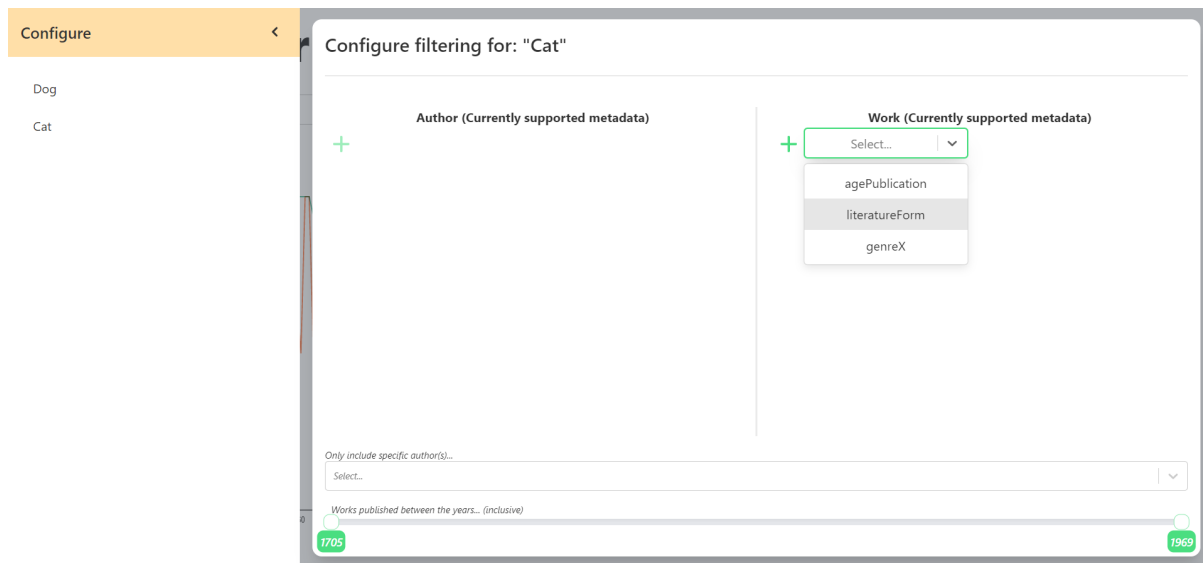 Configure
Dog
Cat
Configure filtering for: "Cat"
Author (Currently supported metadata)
Work (Currently supported metadata)
Select...
agePublication
literatureForm
genreX
Only include specific author(s)...
Select...
Works published between the years... (inclusive)
1705
1969